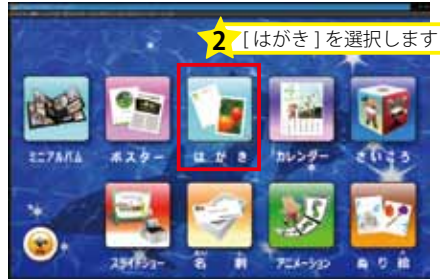 2 [はがき]を選択します
ミニアルバム ポスター はがき カレンダー さいころ
スライドショー 名刺 アニメーション ぬり絵